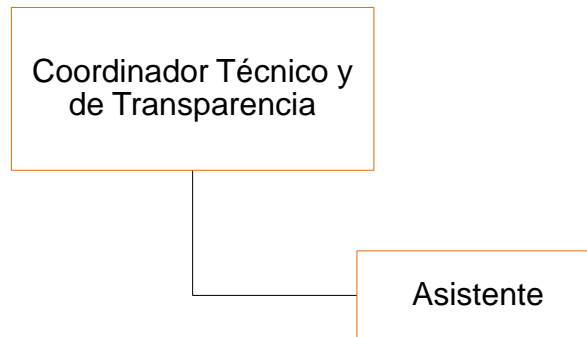 Coordinador Técnico y
de Transparencia
Asistente